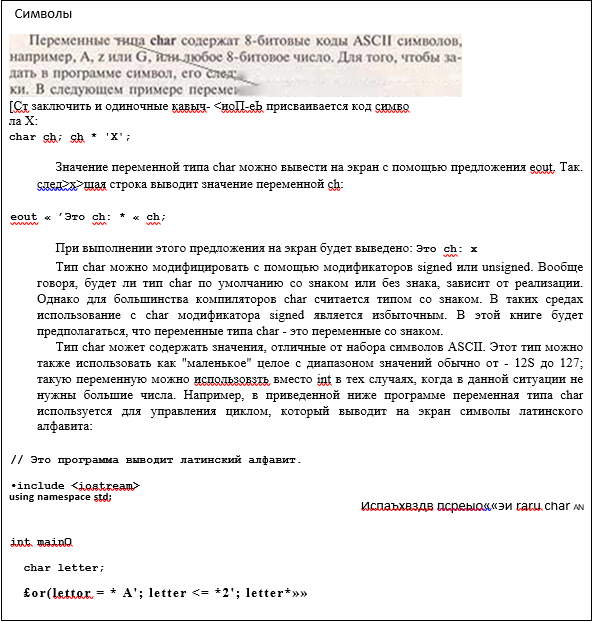 Символы
Переменные типа char содержат 8-битовые коды ASCII символов,
например, A, z или G, или любое 8-битовое число. Для того, чтобы за-
дать в программе символ, его след
ки. В следующем примере переме
[Ст заключить и одиночные кавыч- <иоП-еЬ присваивается код симво
ла X:
char ch; ch * 'X';
Значение переменной типа char можно вывести на экран с помощью предложения eout. Так.
след>х>шая строка выводит значение переменной ch:
eout « ’Это ch: * « ch;
При выполнении этого предложения на экран будет выведено: Это ch: x
Тип char можно модифицировать с помощью модификаторов signed или unsigned. Вообще
говоря, будет ли тип char по умолчанию со знаком или без знака, зависит от реализации.
Однако для большинства компиляторов char считается типом со знаком. В таких средах
использование с char модификатора signed является избыточным. В этой книге будет
предполагаться, что переменные типа char - это переменные со знаком.
Тип char может содержать значения, отличные от набора символов ASCII. Этот тип можно
также использовать как "маленькое" целое с диапазоном значений обычно от - 12S до 127;
такую переменную можно использовзть вместо int в тех случаях, когда в данной ситуации не
нужны большие числа. Например, в приведенной ниже программе переменная типа char
используется для управления циклом, который выводит на экран символы латинского
алфавита:
// Это программа выводит латинский алфавит.
•include <iostream>
using namespace std;
Испаъхвздв псреыо««эи raru char AN
int mainO
char letter;
£or(lettor = * A'; letter <= *2'; letter*»»